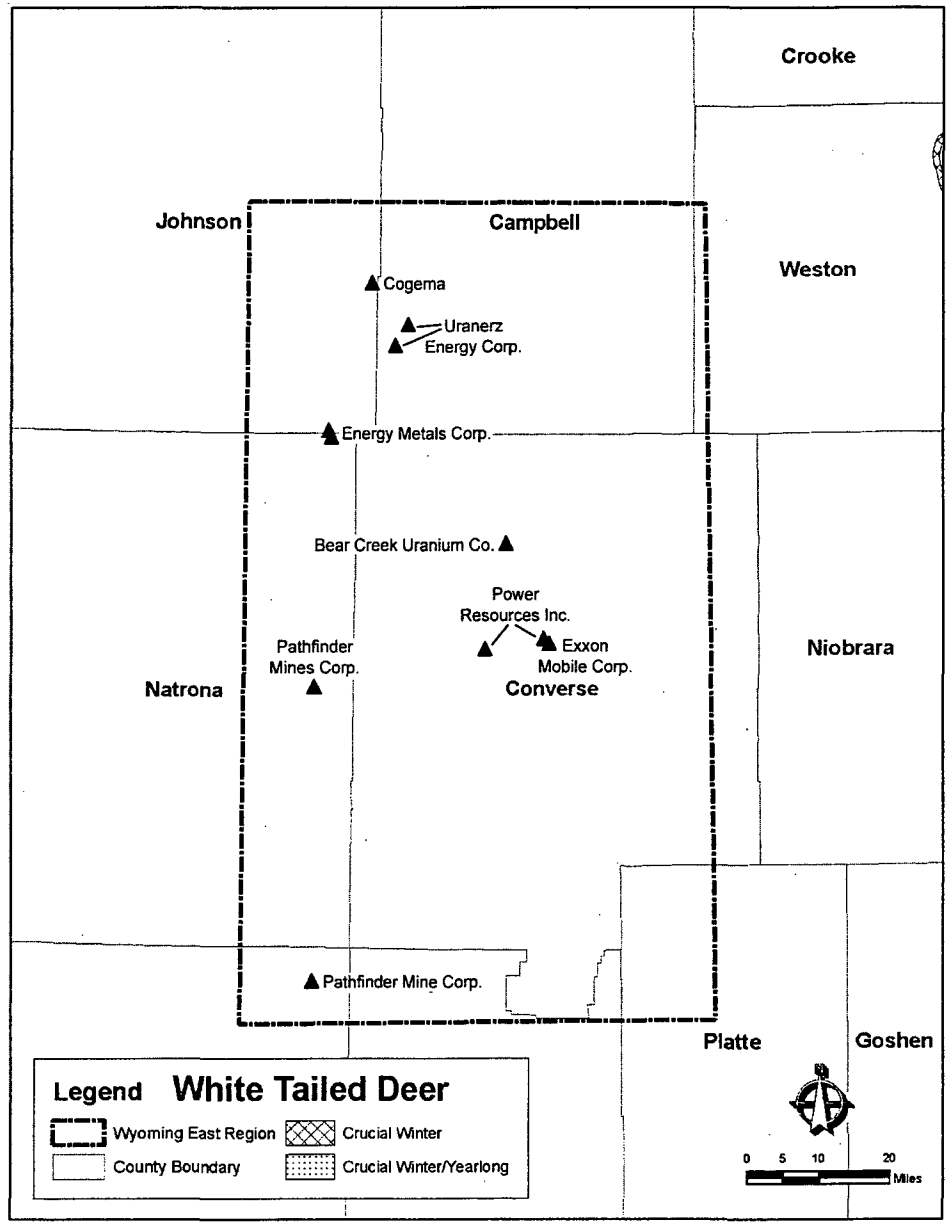 Crooke
Johnson
Campbell
Weston
Cogema
Uranerz
Energy Corp.
Energy Metals Corp.
Bear Creek Uranium Co.
Power
Resources Inc.
Pathfinder
Mines Corp.
Exxon
Mobile Corp.
Niobrara
Natrona
Converse
Pathfinder Mine Corp.
Platte
Goshen
Legend White Tailed Deer
Wyoming East Region
Crucial Winter
County Boundary
Crucial Winter/Yearlong
0 5 10 20
Miles